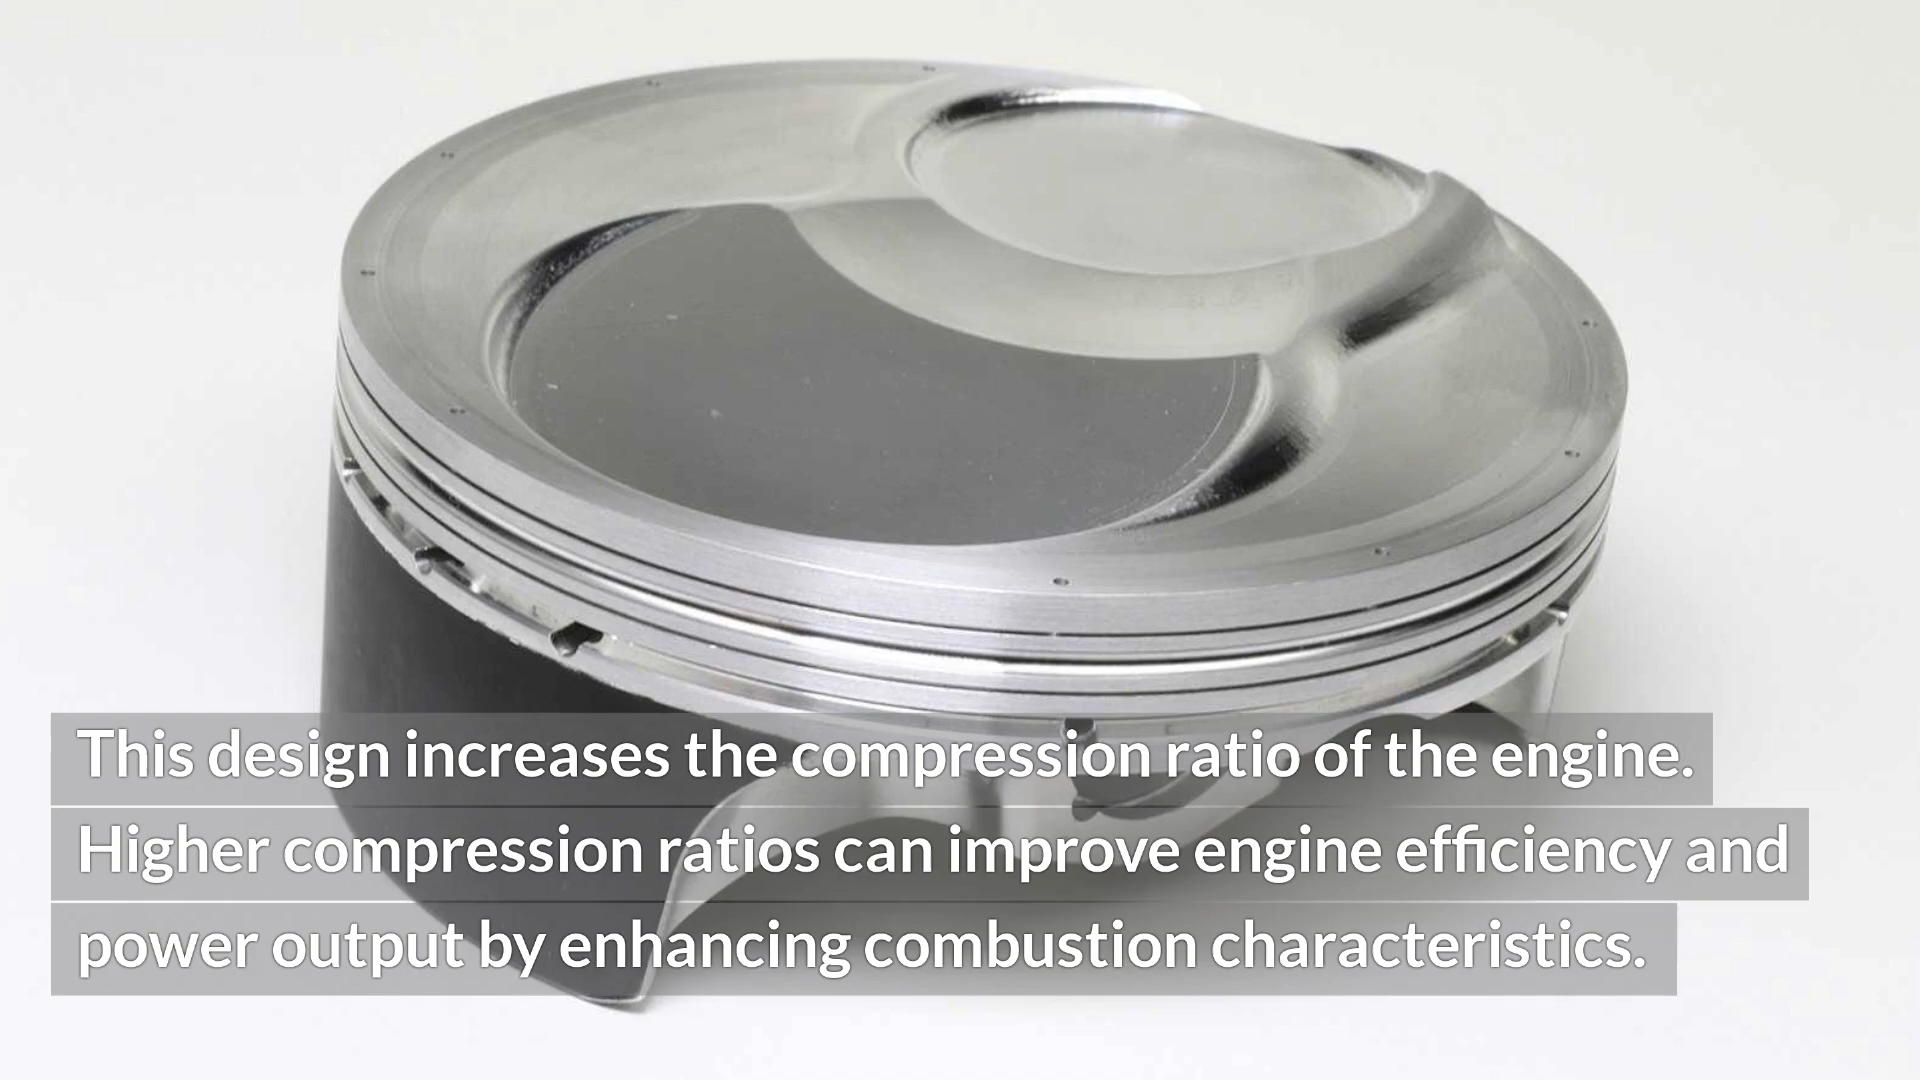 This design increases the compression ratio of the engine.
Higher compression ratios can improve engine efficiency and
power output by enhancing combustion characteristics.